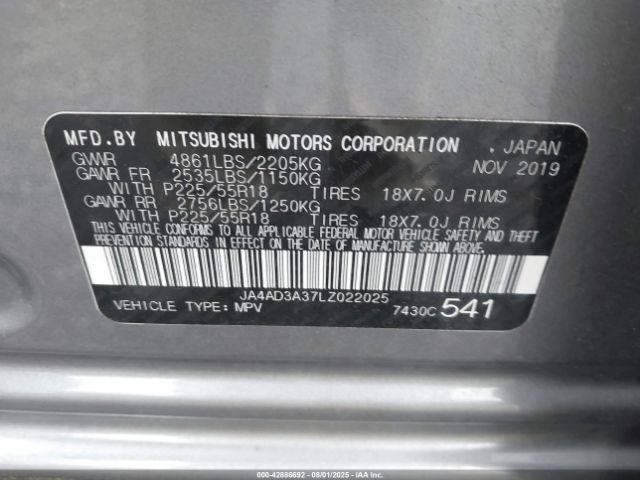 MFD.BY MITSUBISHI MOTORS CORPORATION , JAPAN
GVWR 4861LBS/2205KG NOV 2019
GAWR FR 2535LBS/1150KG
WITH P225/55R18 TIRES 18X7.0J RIMS
GAWR RR 2756LBS/1250KG
WITH P225/55R18 TIRES 18X7.0J RIMS
THIS VEHICLE CONFORMS TO ALL APPLICABLE FEDERAL MOTOR VEHICLE SAFETY AND THEFT
PREVENTION STANDARDS IN EFFECT ON THE DATE OF MANUFACTURE SHOWN ABOVE.
JA4AD3A37LZ022025
VEHICLE TYPE: MPV 7430C 541
000-42886692 - 08/01/2025 - IAA Inc.